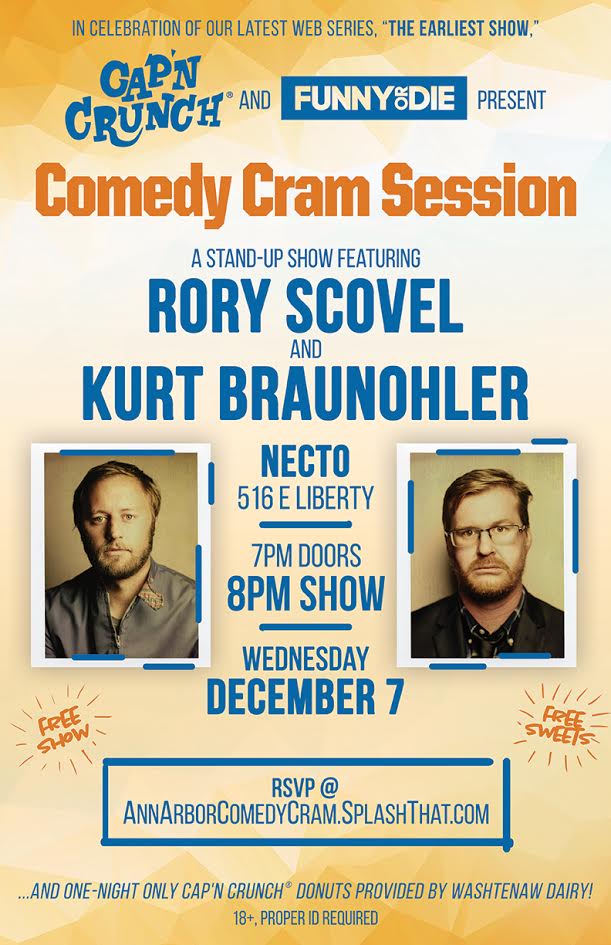 IN CELEBRATION OF OUR LATEST WEB SERIES, “THE EARLIEST SHOW,”
CAP'N CRUNCH® AND FUNNY OR DIE PRESENT
Comedy Cram Session
A STAND-UP SHOW FEATURING
RORY SCOVEL
AND
KURT BRAUNOHLER
NECTO
516 E LIBERTY
7PM DOORS
8PM SHOW
WEDNESDAY
DECEMBER 7
FREE
SHOW
FREE
SWEETS
RSVP @
ANNARBORCOMEDYCRAM.SPLASHTHAT.COM
...AND ONE-NIGHT ONLY CAP'N CRUNCH® DONUTS PROVIDED BY WASHTENAW DAIRY!
18+, PROPER ID REQUIRED